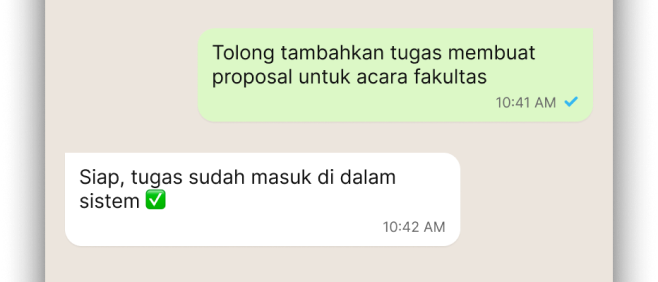 Tolong tambahkan tugas membuat
proposal untuk acara fakultas
10:41 AM
Siap, tugas sudah masuk di dalam
sistem ✅
10:42 AM